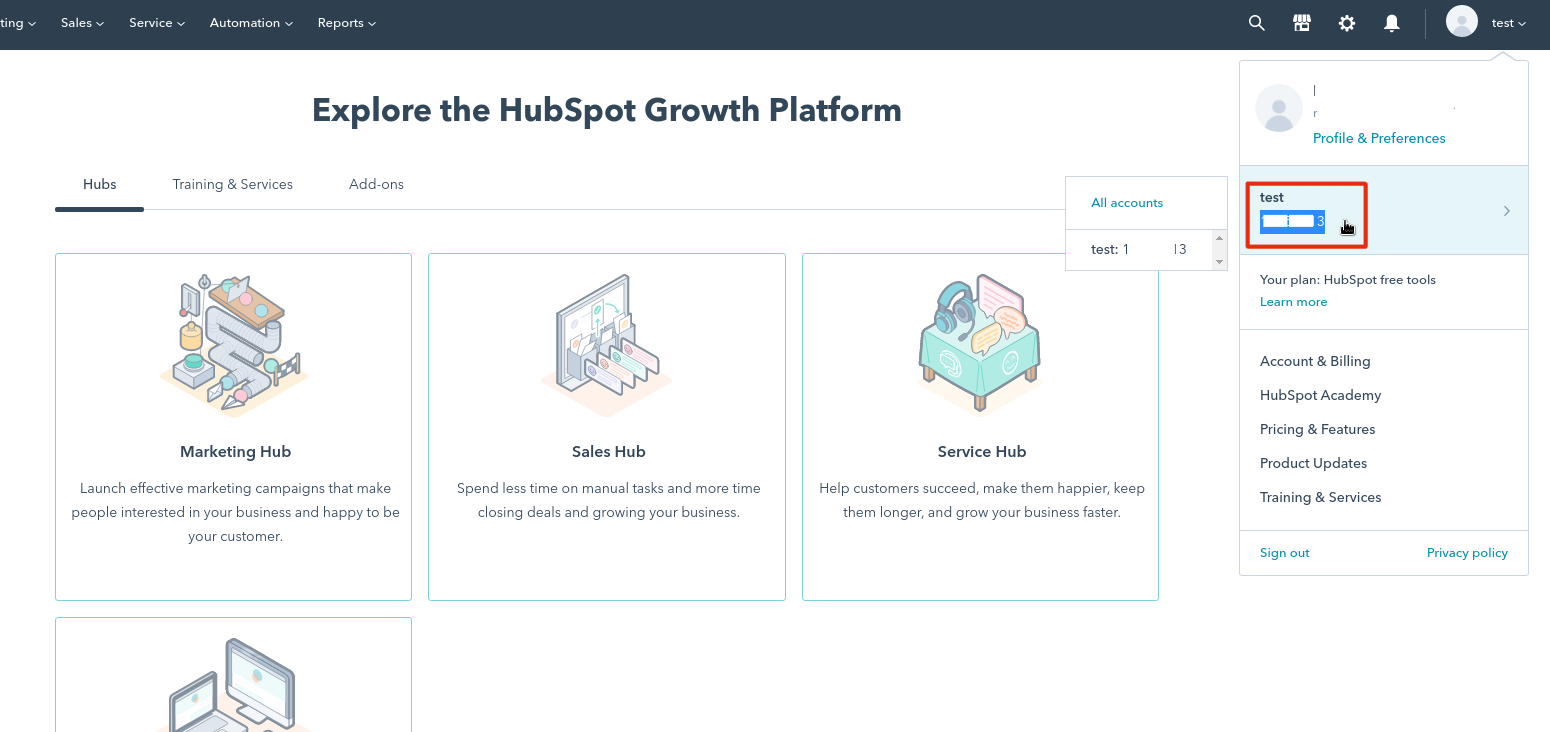 ting
Sales
Service
Automation
Reports
test
Explore the HubSpot Growth Platform
Profile & Preferences
Hubs
Training & Services
Add-ons
All accounts
test: 1 3
test
3
Your plan: HubSpot free tools
Learn more
Account & Billing
HubSpot Academy
Pricing & Features
Product Updates
Training & Services
Sign out
Privacy policy
Marketing Hub
Launch effective marketing campaigns that make
people interested in your business and happy to be
your customer.
Sales Hub
Spend less time on manual tasks and more time
closing deals and growing your business.
Service Hub
Help customers succeed, make them happier, keep
them longer, and grow your business faster.